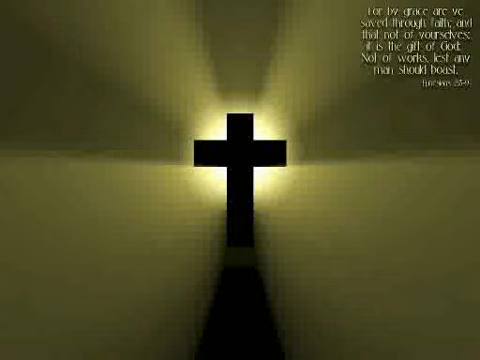 For by grace are ye
saved through faith; and
that not of yourselves:
it is the gift of God:
Not of works, lest any
man should boast.
Ephesians 2:8-9